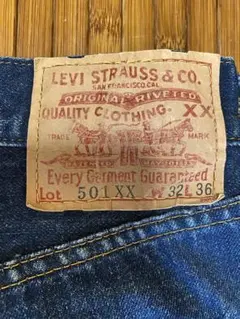 LEVI STRAUSS & CO.
SAN FRANCISCO, CAL.
ORIGINAL RIVETED
QUALITY CLOTHING. XX
TRADE MARK
Every Garment Guaranteed
Lot 501XX W 32 L 36